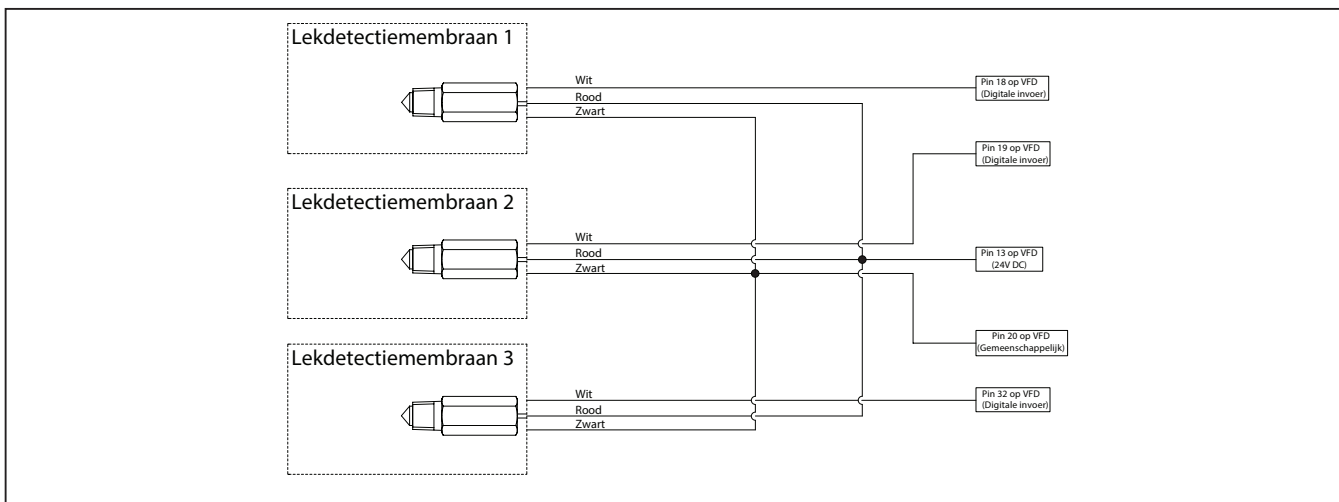 Lekdetectiemembraan 1
Wit
Rood
Zwart
Pin 18 op VFD
(Digitale invoer)
Pin 19 op VFD
(Digitale invoer)
Lekdetectiemembraan 2
Wit
Rood
Zwart
Pin 13 op VFD
(24V DC)
Pin 20 op VFD
(Gemeenschappelijk)
Lekdetectiemembraan 3
Wit
Rood
Zwart
Pin 32 op VFD
(Digitale invoer)